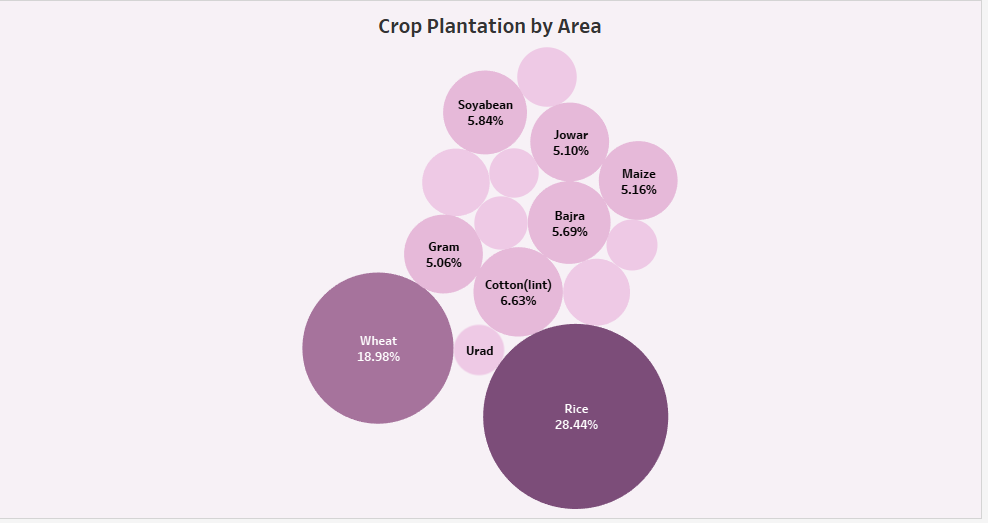 Crop Plantation by Area
Soyabean
5.84%
Jowar
5.10%
Maize
5.16%
Bajra
5.69%
Gram
5.06%
Cotton(lint)
6.63%
Wheat
18.98%
Urad
Rice
28.44%